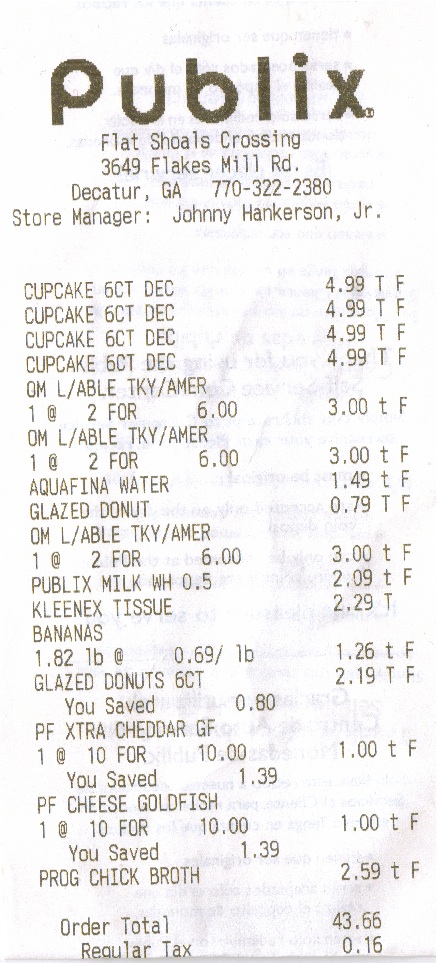 Publix.
Flat Shoals Crossing
3649 Flakes Mill Rd.
Decatur, GA 770-322-2380
Store Manager: Johnny Hankerson, Jr.
CUPCAKE 6CT DEC 4.99 T F
CUPCAKE 6CT DEC 4.99 T F
CUPCAKE 6CT DEC 4.99 T F
CUPCAKE 6CT DEC 4.99 T F
OM L/ABLE TKY/AMER
1 @ 2 FOR 6.00 3.00 t F
OM L/ABLE TKY/AMER
1 @ 2 FOR 6.00 3.00 t F
AQUAFINA WATER 1.49 t F
GLAZED DONUT 0.79 T F
OM L/ABLE TKY/AMER
1 @ 2 FOR 6.00 3.00 t F
PUBLIX MILK WH 0.5 2.09 t F
KLEENEX TISSUE 2.29 T
BANANAS
1.82 lb @ 0.69/ lb 1.26 t F
GLAZED DONUTS 6CT 2.19 T F
You Saved 0.80
PF XTRA CHEDDAR GF
1 @ 10 FOR 10.00 1.00 t F
You Saved 1.39
PF CHEESE GOLDFISH
1 @ 10 FOR 10.00 1.00 t F
You Saved 1.39
PROG CHICK BROTH 2.59 t F
Order Total 43.66
Regular Tax 0.16